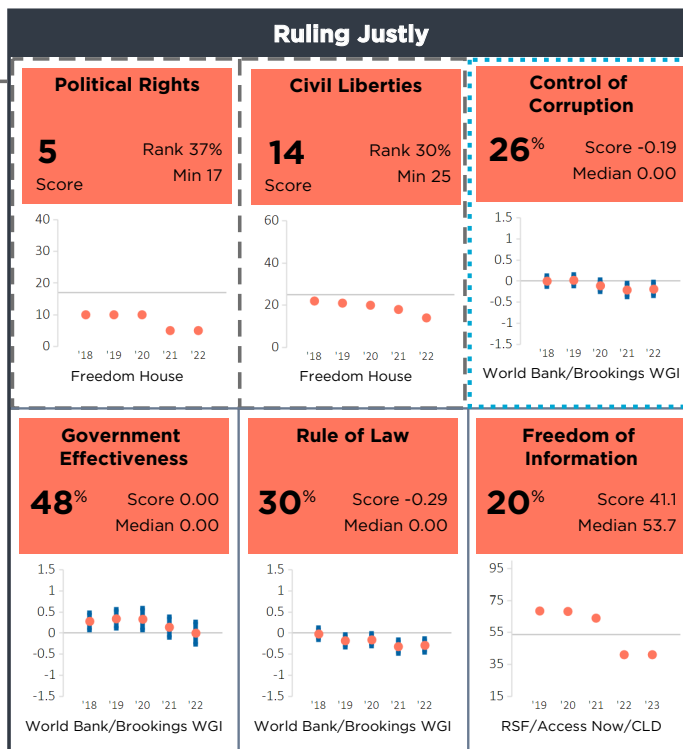 Ruling Justly
Political Rights
5
Score
Rank 37%
Min 17
40
30
20
10
0
'18 '19 '20 '21 '22
Freedom House
Civil Liberties
14
Score
Rank 30%
Min 25
60
40
20
0
'18 '19 '20 '21 '22
Freedom House
Control of
Corruption
26%
Score -0.19
Median 0.00
1.5
1
0.5
0
-0.5
-1
-1.5
'18 '19 '20 '21 '22
World Bank/Brookings WGI
Government
Effectiveness
48%
Score 0.00
Median 0.00
1.5
1
0.5
0
-0.5
-1
-1.5
'18 '19 '20 '21 '22
World Bank/Brookings WGI
Rule of Law
30%
Score -0.29
Median 0.00
1.5
1
0.5
0
-0.5
-1
-1.5
'18 '19 '20 '21 '22
World Bank/Brookings WGI
Freedom of
Information
20%
Score 41.1
Median 53.7
95
75
55
35
15
'19 '20 '21 '22 '23
RSF/Access Now/CLD